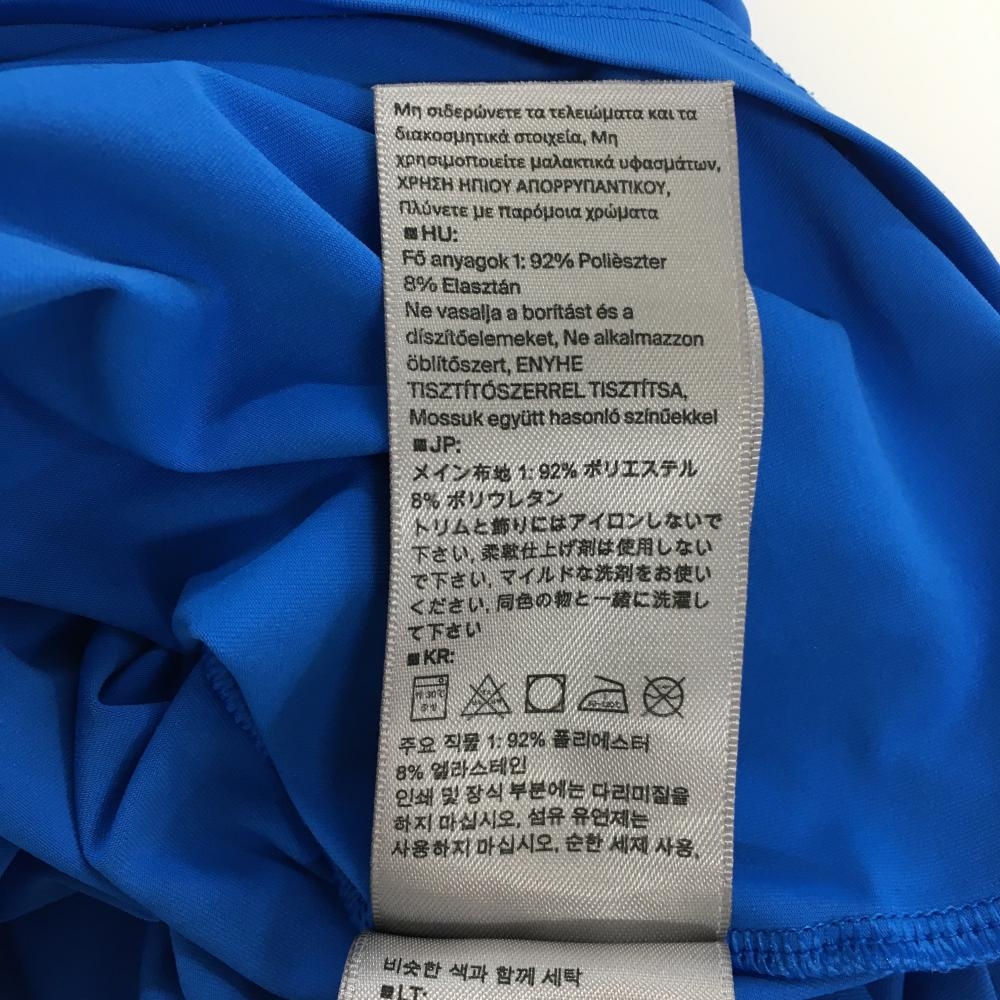 Μη σιδερώνετε τα τελειώματα και τα
διακοσμητικά στοιχεία, Μη
χρησιμοποιείτε μαλακτικά υφασμάτων,
ΧΡΗΣΗ ΗΠΙΟΥ ΑΠΟΡΡΥΠΑΝΤΙΚΟΥ,
Πλύνετε με παρόμοια χρώματα
HU:
Fő anyagok 1: 92% Polièszter
8% Elasztán
Ne vasalja a borítást és a
díszítőelemeket, Ne alkalmazzon
öblítőszert, ENYHE
TISZTÍTÓSZERREL TISZTÍTSA,
Mossuk együtt hasonló színűekkel
JP:
メイン布地 1: 92% ポリエステル
8% ポリウレタン
トリムと飾りにはアイロンしないで
下さい, 柔軟仕上げ剤は使用しない
で下さい, マイルドな洗剤をお使い
ください, 同色の物と一緒に洗濯し
て下さい
KR:
주요 직물 1: 92% 폴리에스터
8% 엘라스테인
인쇄 및 장식 부분에는 다리미질을
하지 마십시오, 섬유 유연제는
사용하지 마십시오, 순한 세제 사용,
비슷한 색과 함께 세탁
LT: